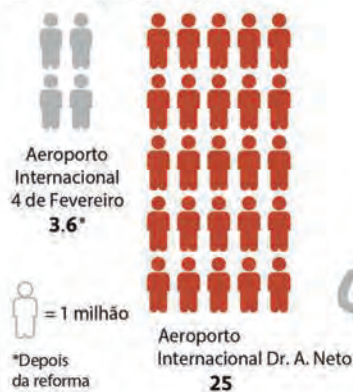 Aeroporto
Internacional
4 de Fevereiro
3.6*
= 1 milhão
*Depois
da reforma
Aeroporto
Internacional Dr. A. Neto
25